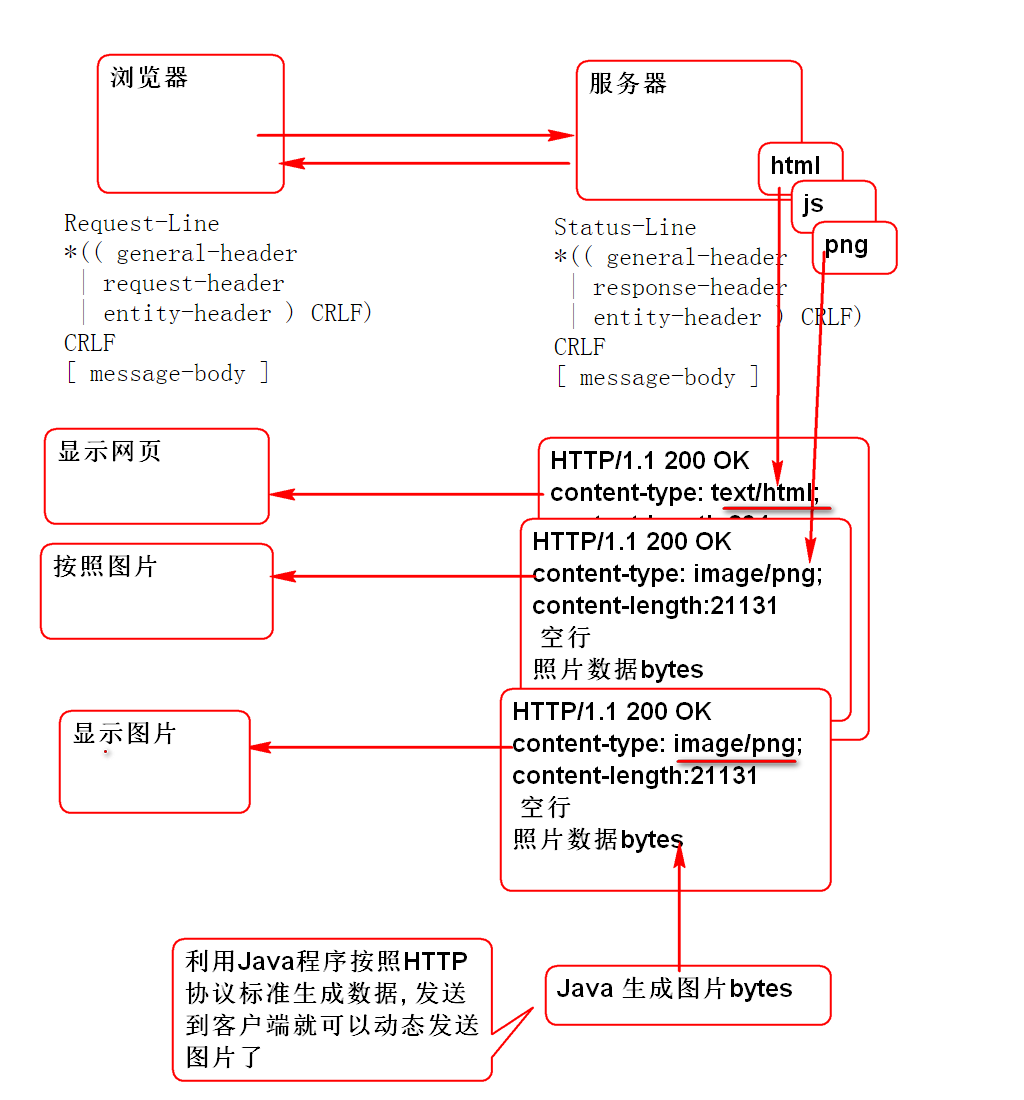 浏览器
服务器
html
js
png
Request-Line
*(( general-header
| request-header
| entity-header ) CRLF)
CRLF
[ message-body ]
Status-Line
*(( general-header
| response-header
| entity-header ) CRLF)
CRLF
[ message-body ]
显示网页
HTTP/1.1 200 OK
content-type: text/html;
按照图片
HTTP/1.1 200 OK
content-type: image/png;
content-length:21131
空行
照片数据bytes
显示图片
HTTP/1.1 200 OK
content-type: image/png;
content-length:21131
空行
照片数据bytes
利用Java程序按照HTTP
协议标准生成数据, 发送
到客户端就可以动态发送
图片了
Java 生成图片bytes